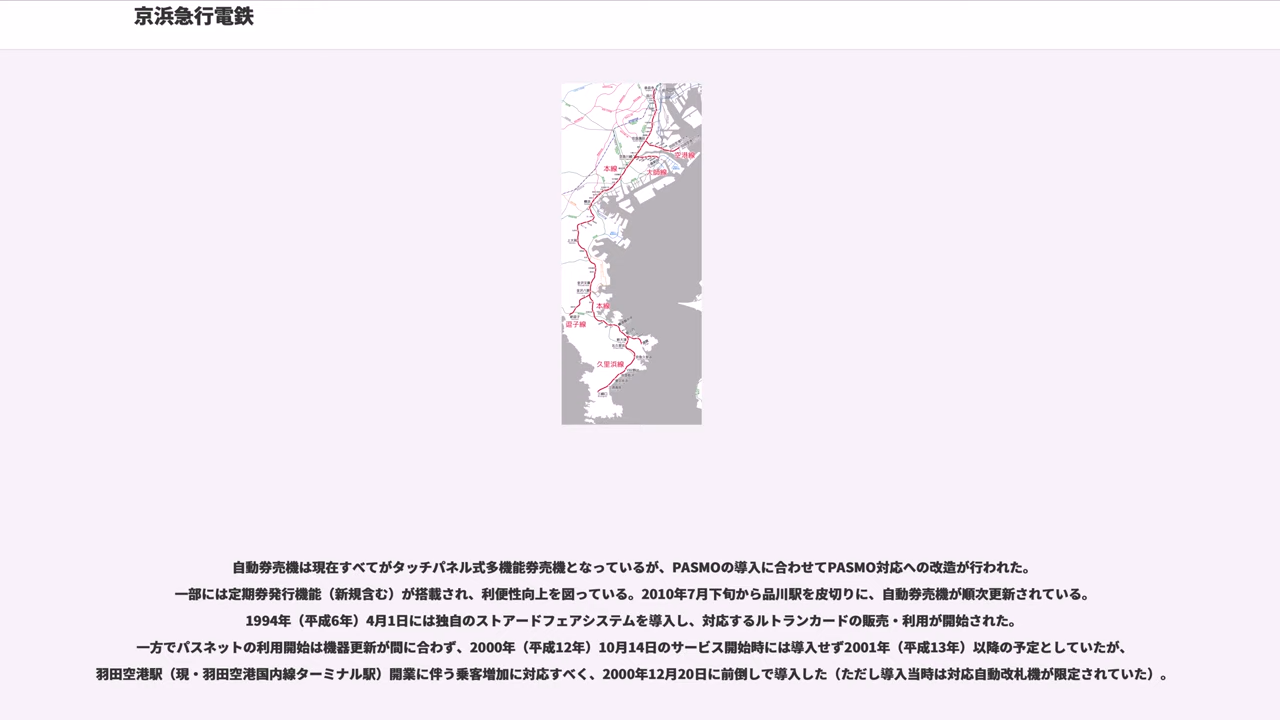 京浜急行電鉄
空港線
本線
大師線
本線
逗子線
久里浜線
自動券売機は現在すべてがタッチパネル式多機能券売機となっているが、PASMOの導入に合わせてPASMO対応への改造が行われた。
一部には定期券発行機能（新規含む）が搭載され、利便性向上を図っている。2010年7月下旬から品川駅を皮切りに、自動券売機が順次更新されている。
1994年（平成6年）4月1日には独自のストアードフェアシステムを導入し、対応するルトランカードの販売・利用が開始された。
一方でパスネットの利用開始は機器更新が間に合わず、2000年（平成12年）10月14日のサービス開始時には導入せず2001年（平成13年）以降の予定としていたが、
羽田空港駅（現・羽田空港国内線ターミナル駅）開業に伴う乗客増加に対応すべく、2000年12月20日に前倒しで導入した（ただし導入当時は対応自動改札機が限定されていた）。